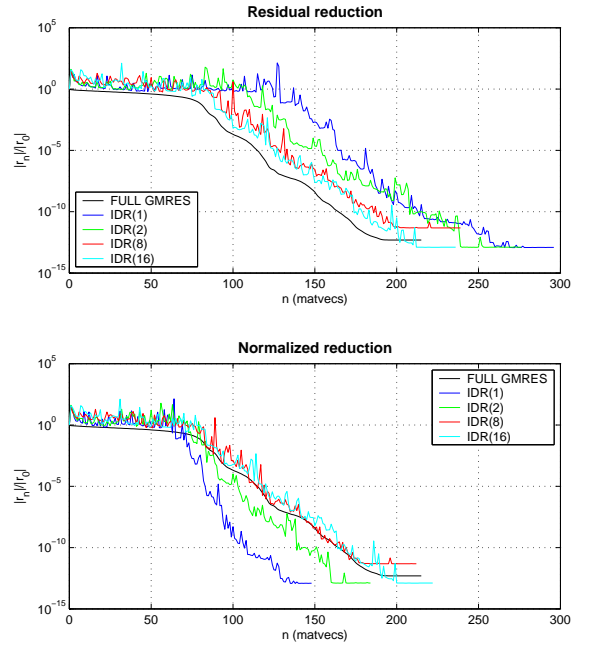 Residual reduction
10^5
10^0
10^-5
10^-10
10^-15
|r_n|/|r_0|
FULL GMRES
IDR(1)
IDR(2)
IDR(8)
IDR(16)
0 50 100 150 200 250 300
n (matvecs)
Normalized reduction
10^5
10^0
10^-5
10^-10
10^-15
|r_n|/|r_0|
FULL GMRES
IDR(1)
IDR(2)
IDR(8)
IDR(16)
0 50 100 150 200 250 300
n (matvecs)